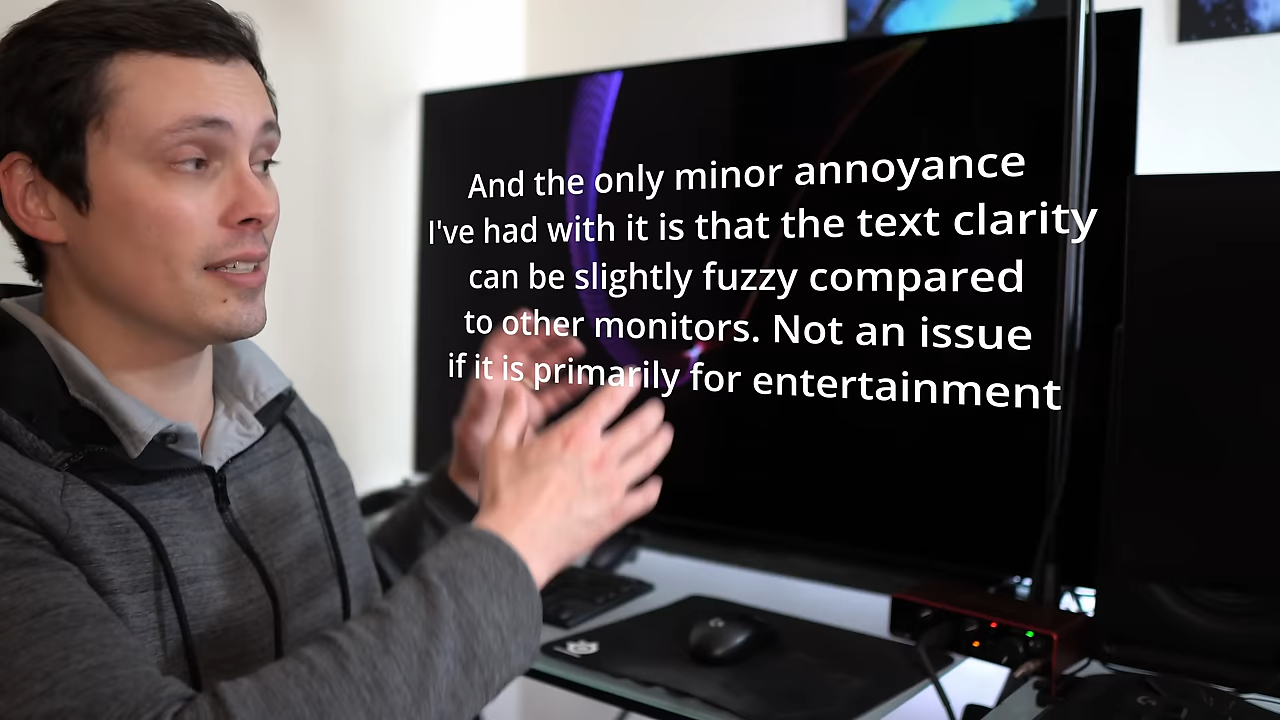 And the only minor annoyance
I've had with it is that the text clarity
can be slightly fuzzy compared
to other monitors. Not an issue
if it is primarily for entertainment